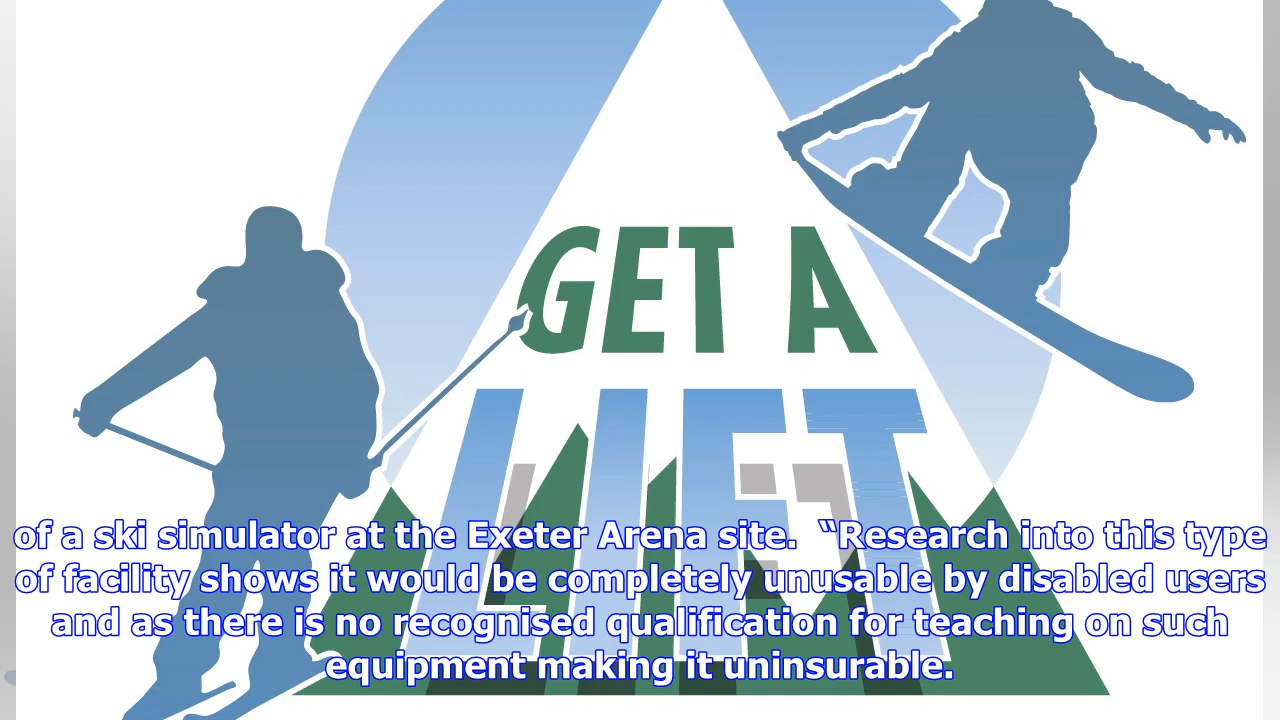 GET A
LIFT
of a ski simulator at the Exeter Arena site.  “Research into this type
of facility shows it would be completely unusable by disabled users
and as there is no recognised qualification for teaching on such
equipment making it uninsurable.